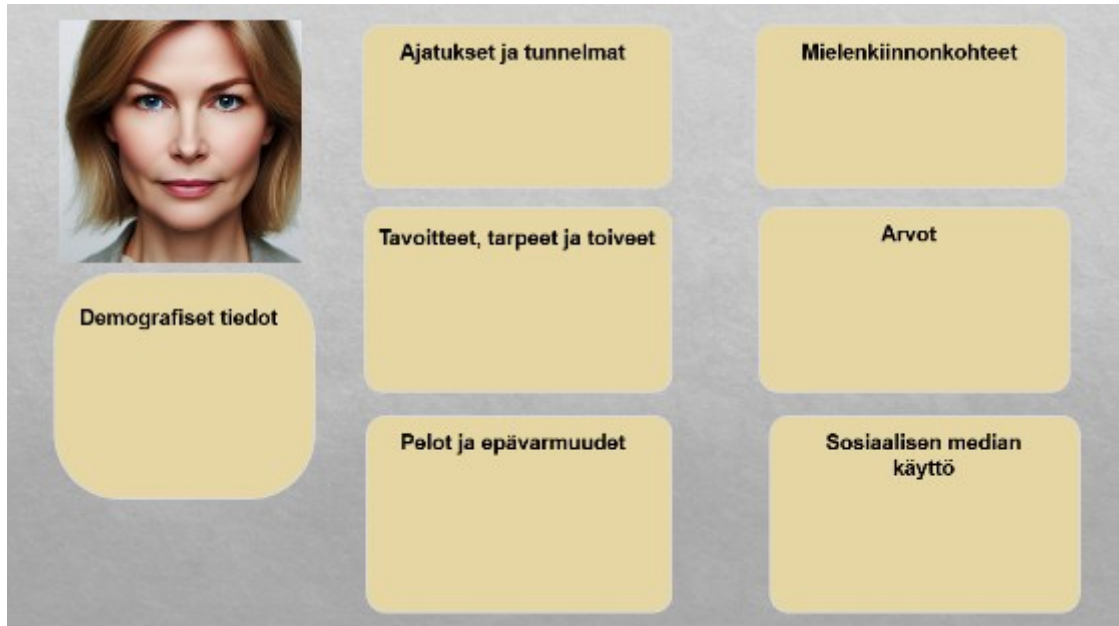 Ajatukset ja tunnelmat
Mielenkiinnonkohteet
Tavoitteet, tarpeet ja toiveet
Arvot
Demografiset tiedot
Pelot ja epävarmuudet
Sosiaalisen median
käyttö